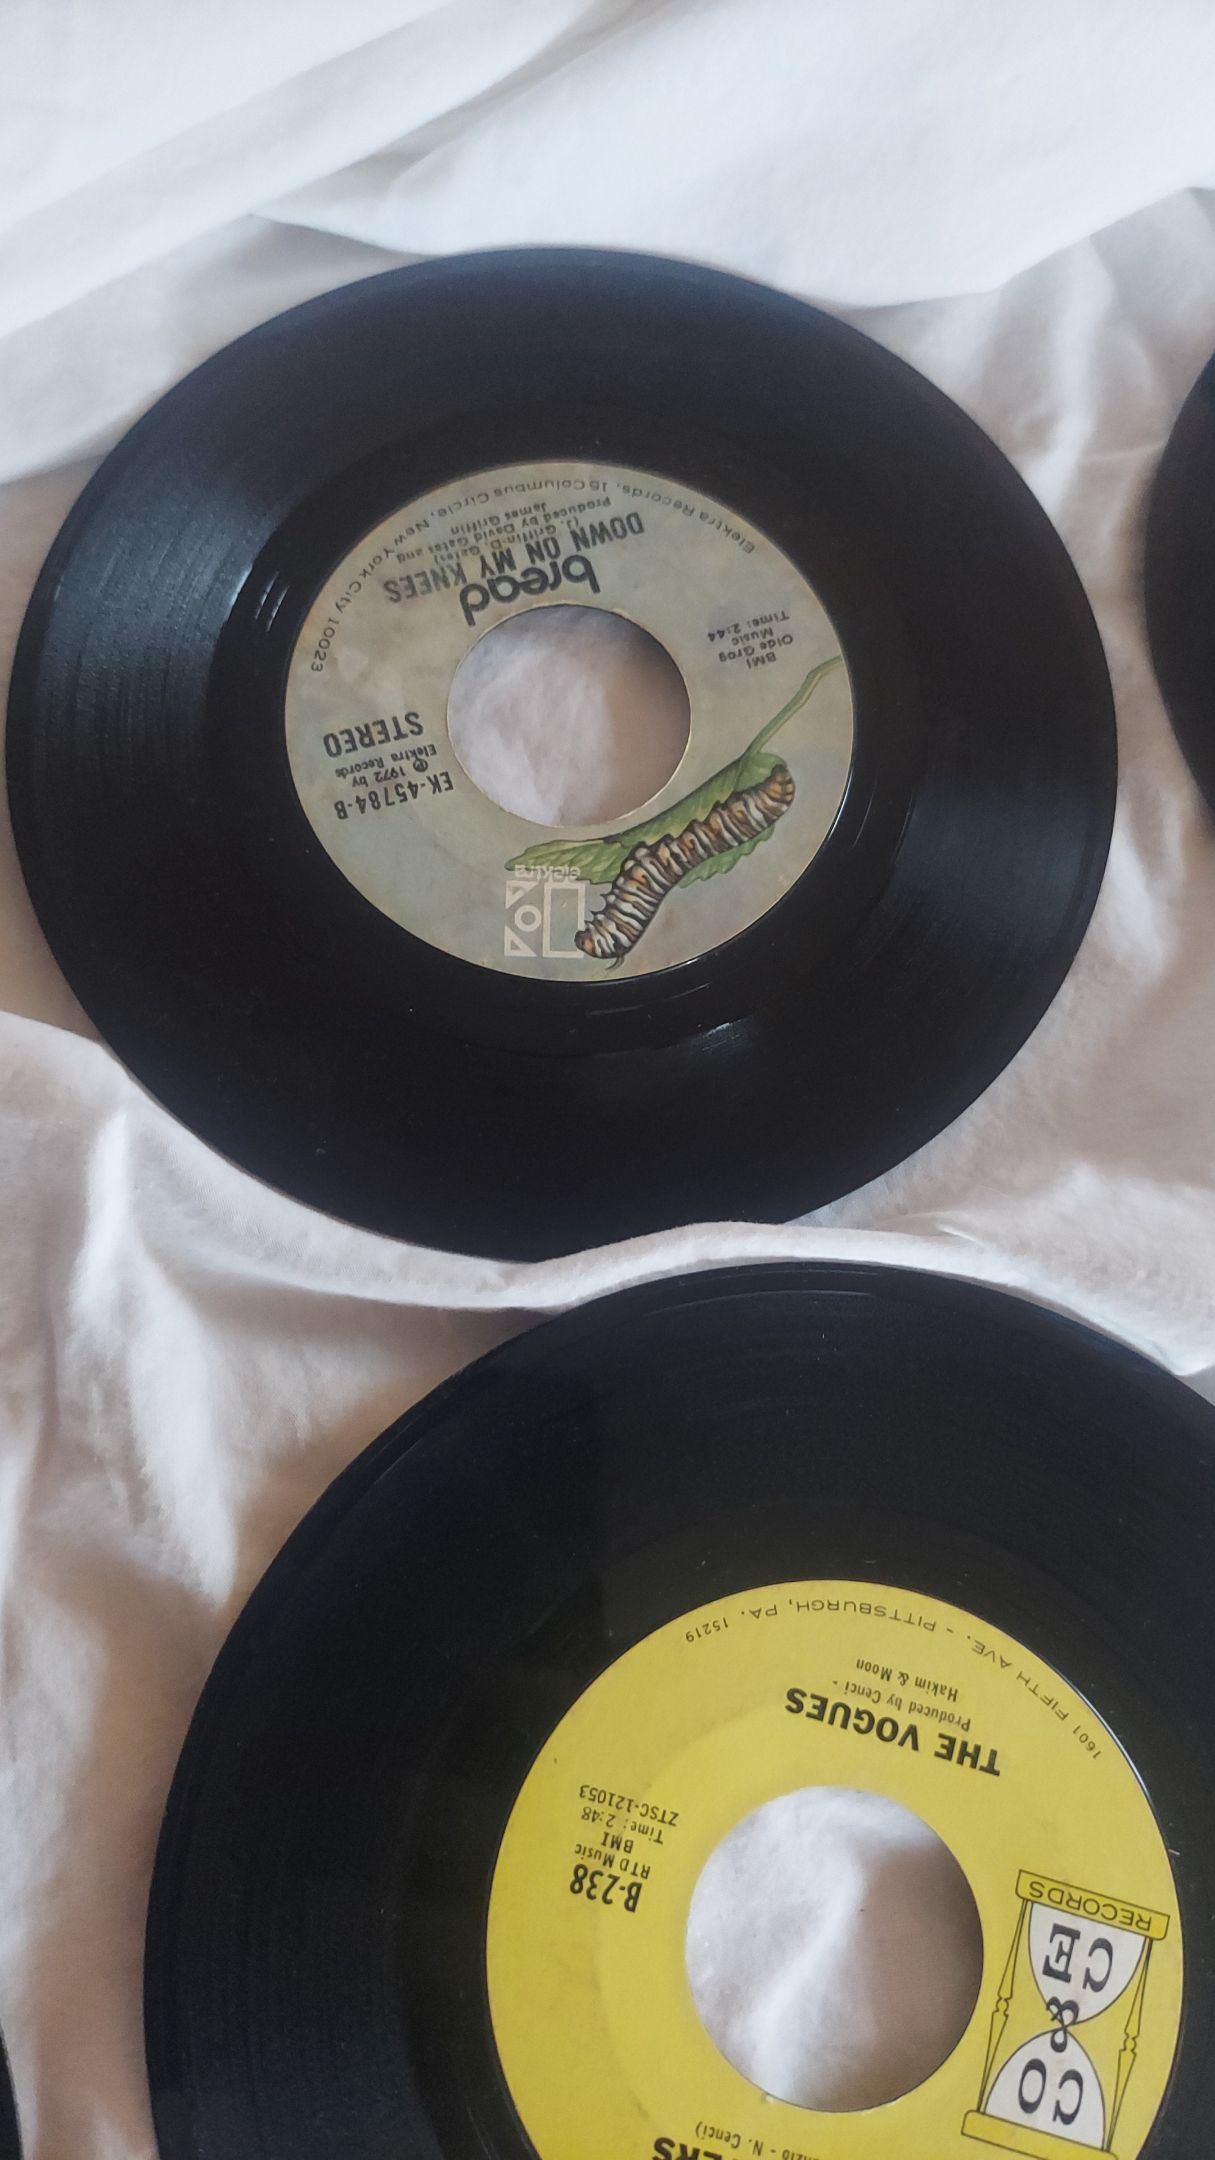 elektra
EK-45784-B
℗ 1972 by
Elektra Records
STEREO
BMI
Olde Grog
Music
Time: 2:44
bread
DOWN ON MY KNEES
(J. Griffin-D. Gates)
Produced by David Gates and
James Griffin
Elektra Records, 15 Columbus Circle, New York City 10023
CO
&
CE
RECORDS
N. Cenci)
B-238
RTD Music
BMI
Time: 2:48
ZTSC-121053
THE VOGUES
Produced by Cenci -
Hakim & Moon
1601 FIFTH AVE. - PITTSBURGH, PA. 15219